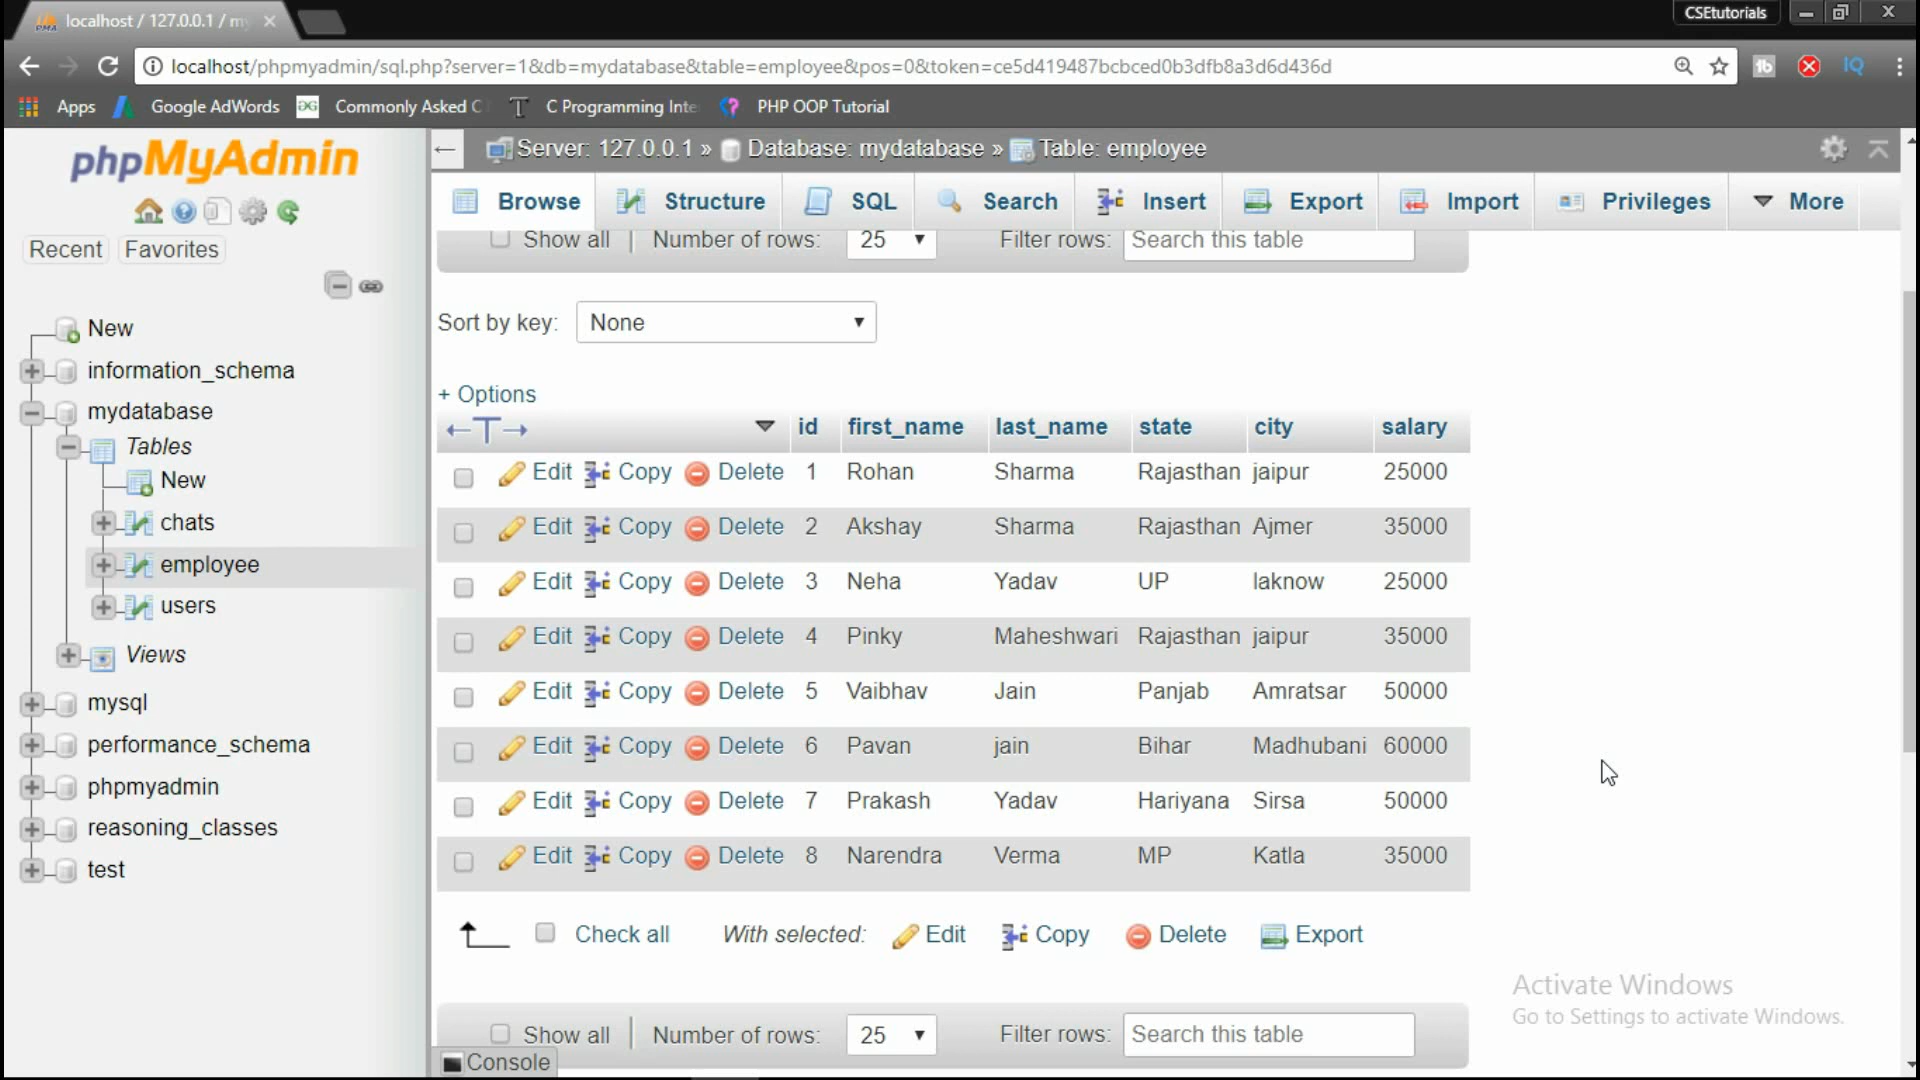 localhost / 127.0.0.1 / my
CSEtutorials
localhost/phpmyadmin/sql.php?server=1&db=mydatabase&table=employee&pos=0&token=ce5d419487bcbced0b3dfb8a3d6d436d
Apps Google AdWords Commonly Asked C C Programming Inte PHP OOP Tutorial
phpMyAdmin
Recent Favorites
New
information_schema
mydatabase
Tables
New
chats
employee
users
Views
mysql
performance_schema
phpmyadmin
reasoning_classes
test
Server: 127.0.0.1 » Database: mydatabase » Table: employee
Browse Structure SQL Search Insert Export Import Privileges More
Show all Number of rows: 25 Filter rows: Search this table
Sort by key: None
+ Options
←T→ id first_name last_name state city salary
Edit Copy Delete 1 Rohan Sharma Rajasthan jaipur 25000
Edit Copy Delete 2 Akshay Sharma Rajasthan Ajmer 35000
Edit Copy Delete 3 Neha Yadav UP laknow 25000
Edit Copy Delete 4 Pinky Maheshwari Rajasthan jaipur 35000
Edit Copy Delete 5 Vaibhav Jain Panjab Amratsar 50000
Edit Copy Delete 6 Pavan jain Bihar Madhubani 60000
Edit Copy Delete 7 Prakash Yadav Hariyana Sirsa 50000
Edit Copy Delete 8 Narendra Verma MP Katla 35000
Check all With selected: Edit Copy Delete Export
Activate Windows
Go to Settings to activate Windows.
Show all Number of rows: 25 Filter rows: Search this table
Console